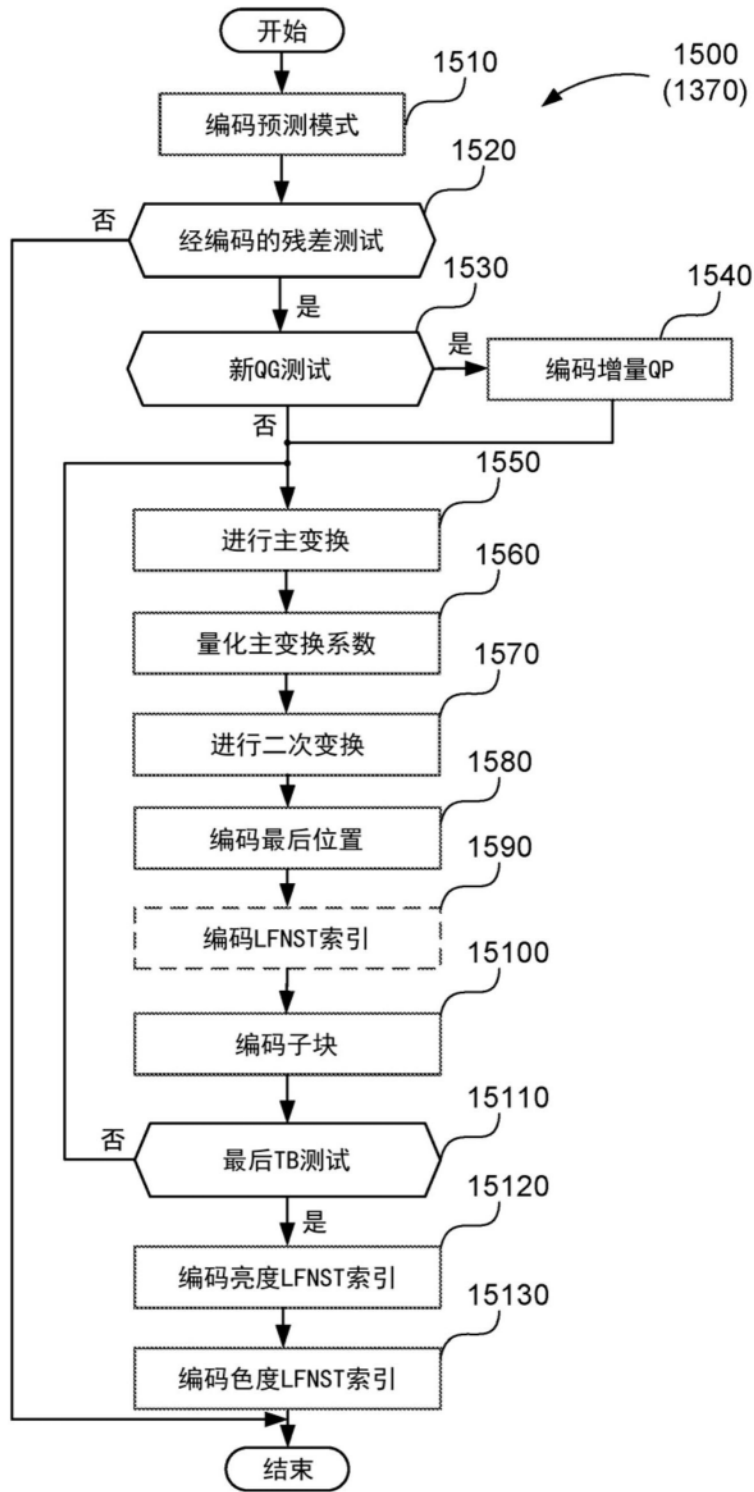 开始
1500
(1370)
1510
编码预测模式
1520
否
经编码的残差测试
是
1530
1540
新QG测试
是
编码增量QP
否
1550
进行主变换
1560
量化主变换系数
1570
进行二次变换
1580
编码最后位置
1590
编码LFNST索引
15100
编码子块
15110
否
最后TB测试
是
15120
编码亮度LFNST索引
15130
编码色度LFNST索引
结束